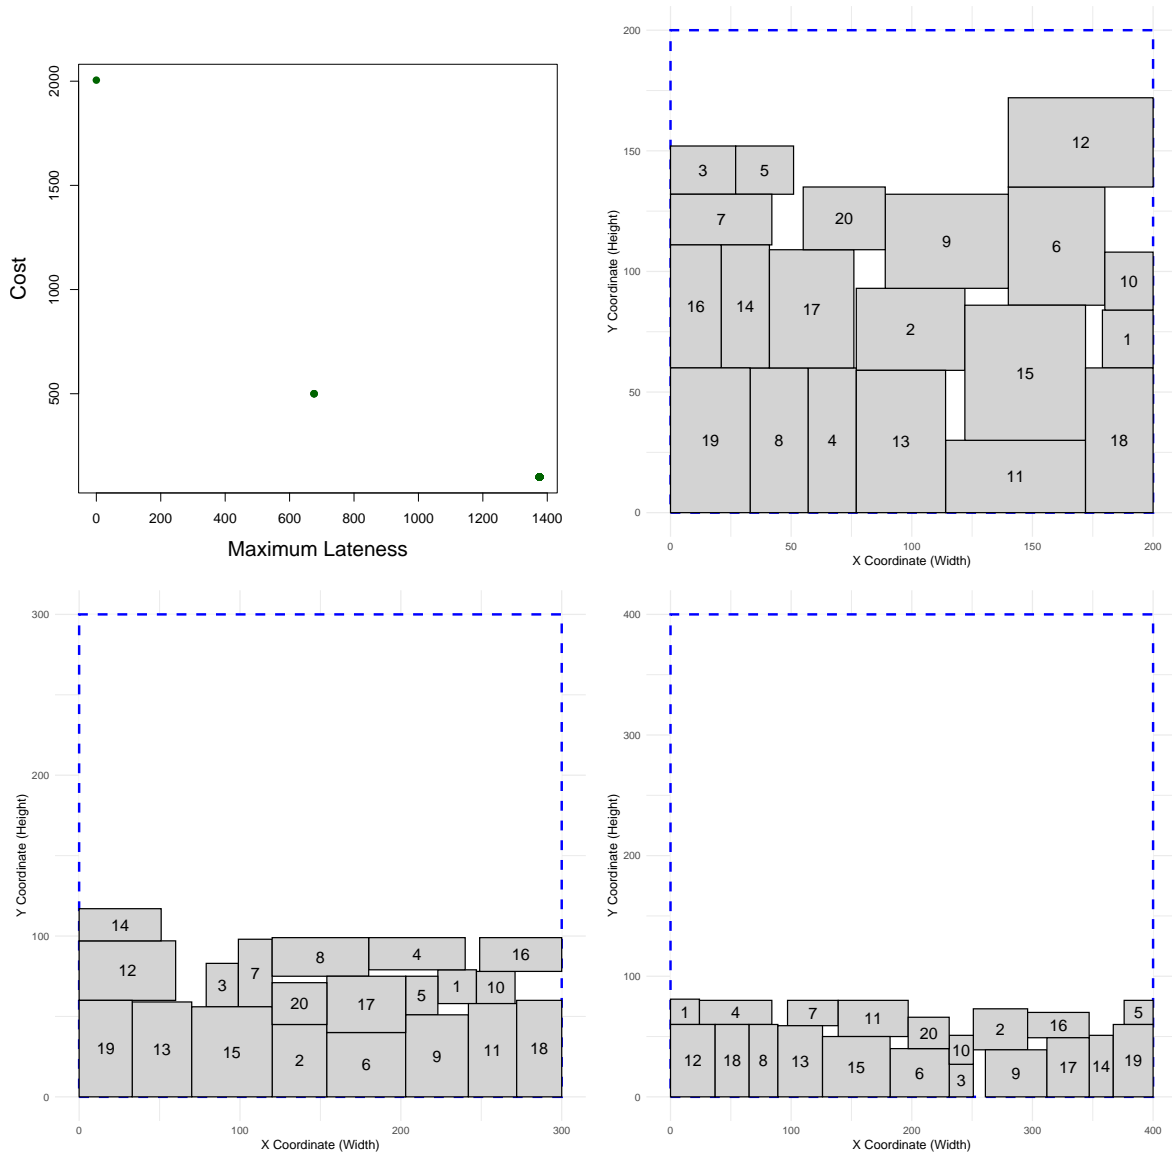 2000
1500
1000
500
Cost
0 200 400 600 800 1000 1200 1400
Maximum Lateness
200
150
100
50
0
Y Coordinate (Height)
12
3 5
20
7
9
6
10
16 14 17
2
1
15
19 8 4 13
18
11
0 50 100 150 200
X Coordinate (Width)
300
200
100
0
Y Coordinate (Height)
14
8 4 16
12
3 7
1 10
20 17 5
19 13 15 2 6 9 11 18
0 100 200 300
X Coordinate (Width)
400
300
200
100
0
Y Coordinate (Height)
1 4 7 11 20 2 16 5
10
12 18 8 13 15 6 3 9 17 14 19
0 100 200 300 400
X Coordinate (Width)